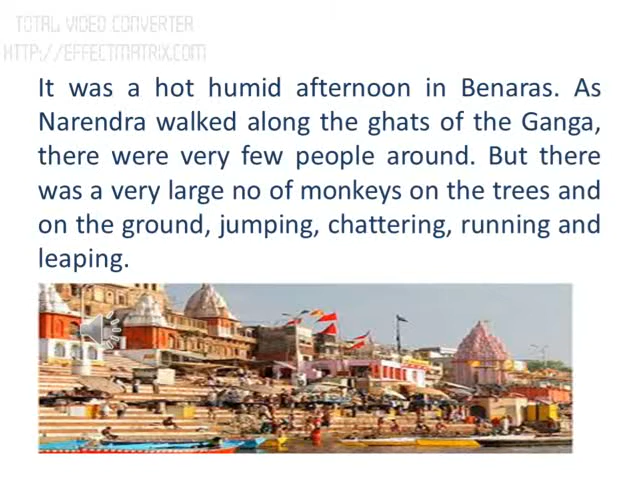 TOTAL VIDEO CONVERTER
HTTP://EFFECTMATRIX.COM
It was a hot humid afternoon in Benaras. As
Narendra walked along the ghats of the Ganga,
there were very few people around. But there
was a very large no of monkeys on the trees and
on the ground, jumping, chattering, running and
leaping.